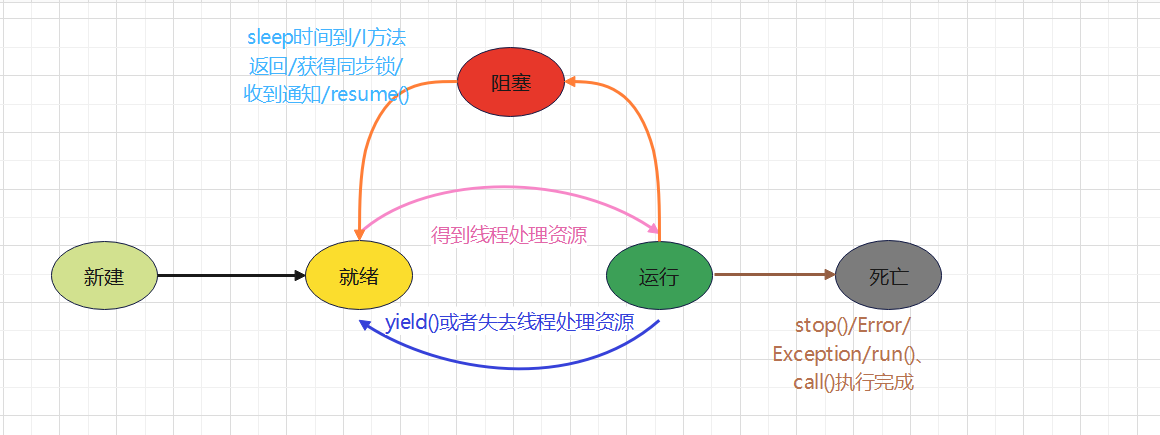 sleep时间到/I方法
返回/获得同步锁/
收到通知/resume()
阻塞
得到线程处理资源
新建
就绪
运行
死亡
yield()或者失去线程处理资源
stop()/Error/
Exception/run()、
call()执行完成